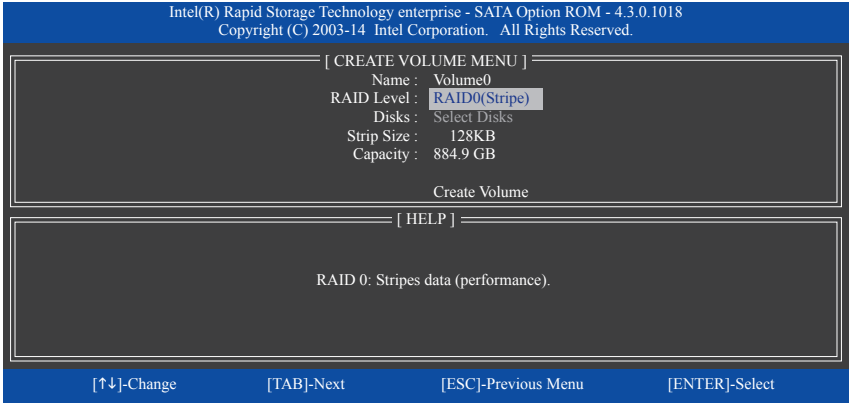 Intel(R) Rapid Storage Technology enterprise - SATA Option ROM - 4.3.0.1018
Copyright (C) 2003-14 Intel Corporation. All Rights Reserved.
[ CREATE VOLUME MENU ]
Name : Volume0
RAID Level : RAID0(Stripe)
Disks : Select Disks
Strip Size : 128KB
Capacity : 884.9 GB
Create Volume
[ HELP ]
RAID 0: Stripes data (performance).
[↑↓]-Change [TAB]-Next [ESC]-Previous Menu [ENTER]-Select